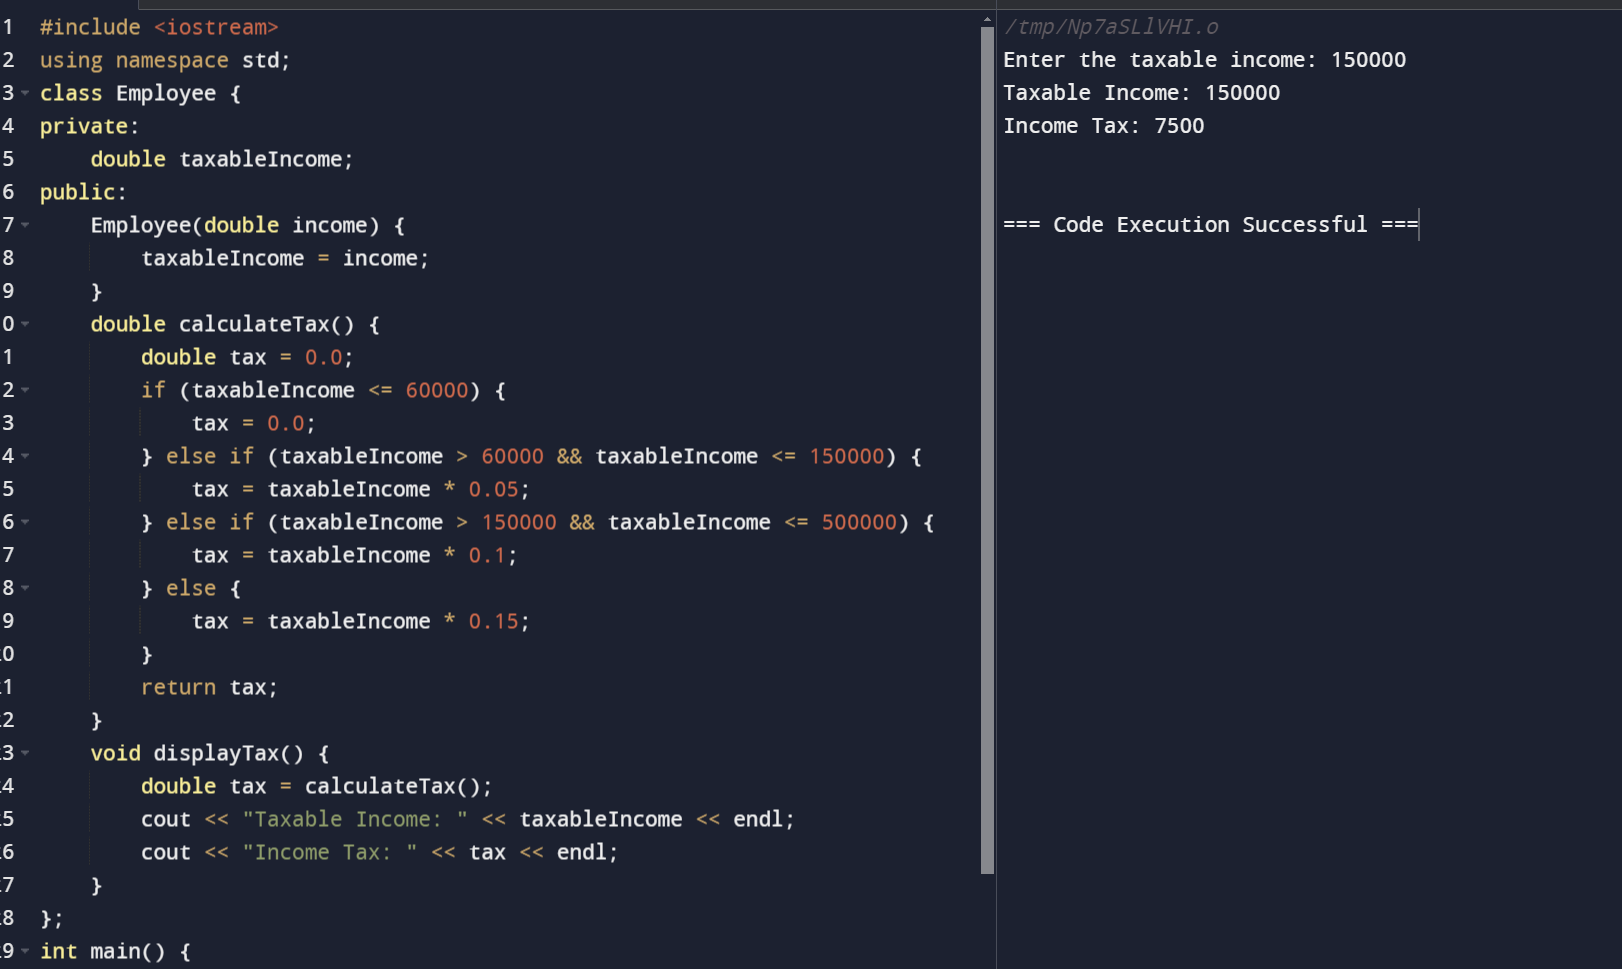 1 #include <iostream>
2 using namespace std;
3 class Employee {
4 private:
5     double taxableIncome;
6 public:
7     Employee(double income) {
8         taxableIncome = income;
9     }
0     double calculateTax() {
1         double tax = 0.0;
2         if (taxableIncome <= 60000) {
3             tax = 0.0;
4         } else if (taxableIncome > 60000 && taxableIncome <= 150000) {
5             tax = taxableIncome * 0.05;
6         } else if (taxableIncome > 150000 && taxableIncome <= 500000) {
7             tax = taxableIncome * 0.1;
8         } else {
9             tax = taxableIncome * 0.15;
0         }
1         return tax;
2     }
3     void displayTax() {
4         double tax = calculateTax();
5         cout << "Taxable Income: " << taxableIncome << endl;
6         cout << "Income Tax: " << tax << endl;
7     }
8 };
9 int main() {
/tmp/Np7aSLlVHI.o
Enter the taxable income: 150000
Taxable Income: 150000
Income Tax: 7500
=== Code Execution Successful ===